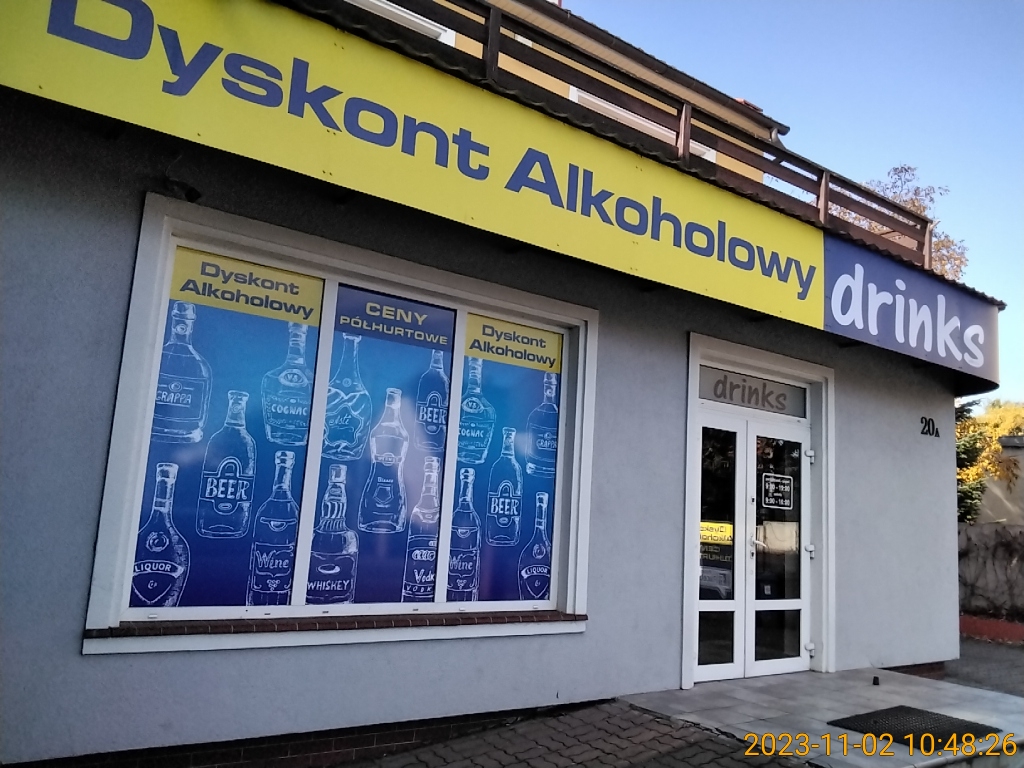 Dyskont Alkoholowy
drinks
Dyskont
Alkoholowy
CENY
PÓŁHURTOWE
Dyskont
Alkoholowy
GRAPPA
COGNAC
BEER
LIQUOR
Wine
WHISKEY
BEER
COGNAC
GRAPPA
BEER
Wine
LIQUOR
drinks
20A
2023-11-02 10:48:26